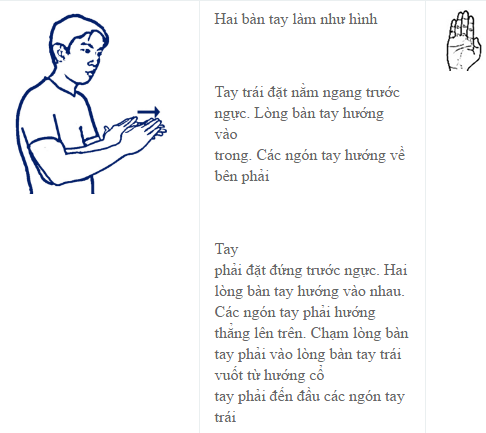 Hai bàn tay làm như hình
Tay trái đặt nằm ngang trước
ngực. Lòng bàn tay hướng
vào
trong. Các ngón tay hướng về
bên phải
Tay
phải đặt đứng trước ngực. Hai
lòng bàn tay hướng vào nhau.
Các ngón tay phải hướng
thẳng lên trên. Chạm lòng bàn
tay phải vào lòng bàn tay trái
vuốt từ hướng cổ
tay phải đến đầu các ngón tay
trái